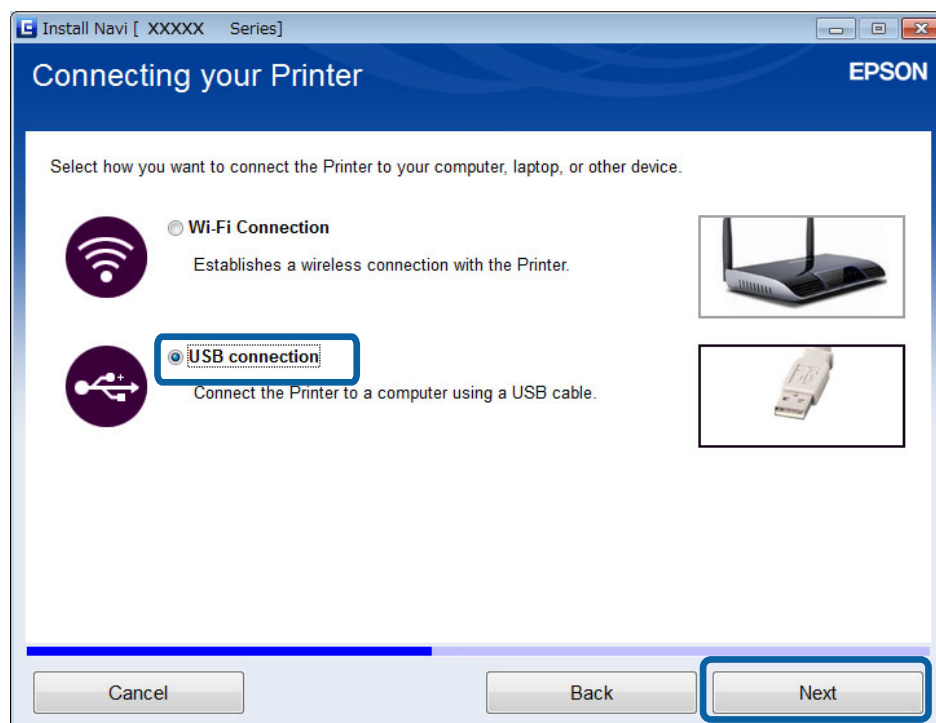 Install Navi [ XXXXX Series]
Connecting your Printer
EPSON
Select how you want to connect the Printer to your computer, laptop, or other device.
Wi-Fi Connection
Establishes a wireless connection with the Printer.
USB connection
Connect the Printer to a computer using a USB cable.
Cancel
Back
Next